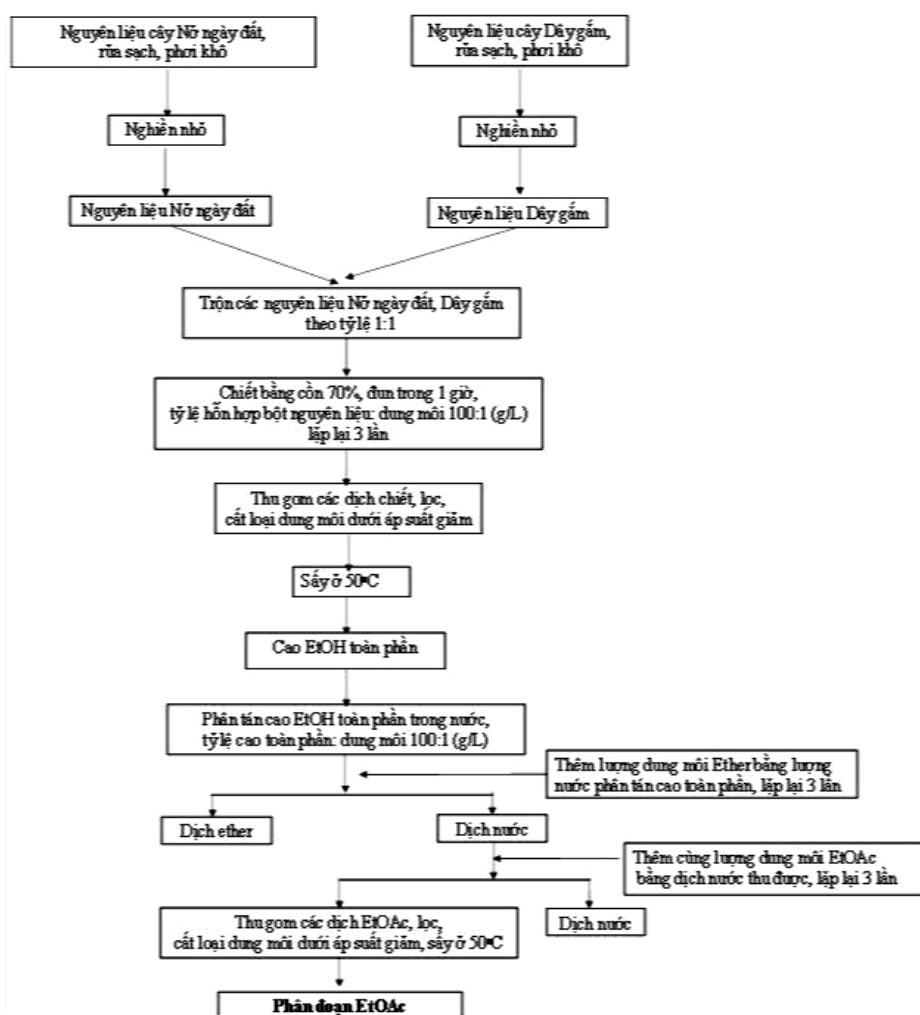 Nguyên liệu cây Nở ngày đất,
rửa sạch, phơi khô
Nguyên liệu cây Dây gắm,
rửa sạch, phơi khô
Nghiền nhỏ
Nghiền nhỏ
Nguyên liệu Nở ngày đất
Nguyên liệu Dây gắm
Trộn các nguyên liệu Nở ngày đất, Dây gắm
theo tỷ lệ 1:1
Chiết bằng cồn 70%, đun trong 1 giờ,
tỷ lệ hỗn hợp bột nguyên liệu: dung môi 100:1 (g/L)
lặp lại 3 lần
Thu gom các dịch chiết, lọc,
cất loại dung môi dưới áp suất giảm
Sấy ở 50°C
Cao EtOH toàn phần
Phân tán cao EtOH toàn phần trong nước,
tỷ lệ cao toàn phần: dung môi 100:1 (g/L)
Thêm lượng dung môi Ether bằng lượng
nước phân tán cao toàn phần, lặp lại 3 lần
Dịch ether
Dịch nước
Thêm cùng lượng dung môi EtOAc
bằng dịch nước thu được, lặp lại 3 lần
Thu gom các dịch EtOAc, lọc,
cất loại dung môi dưới áp suất giảm, sấy ở 50°C
Dịch nước
Phân đoạn EtOAc